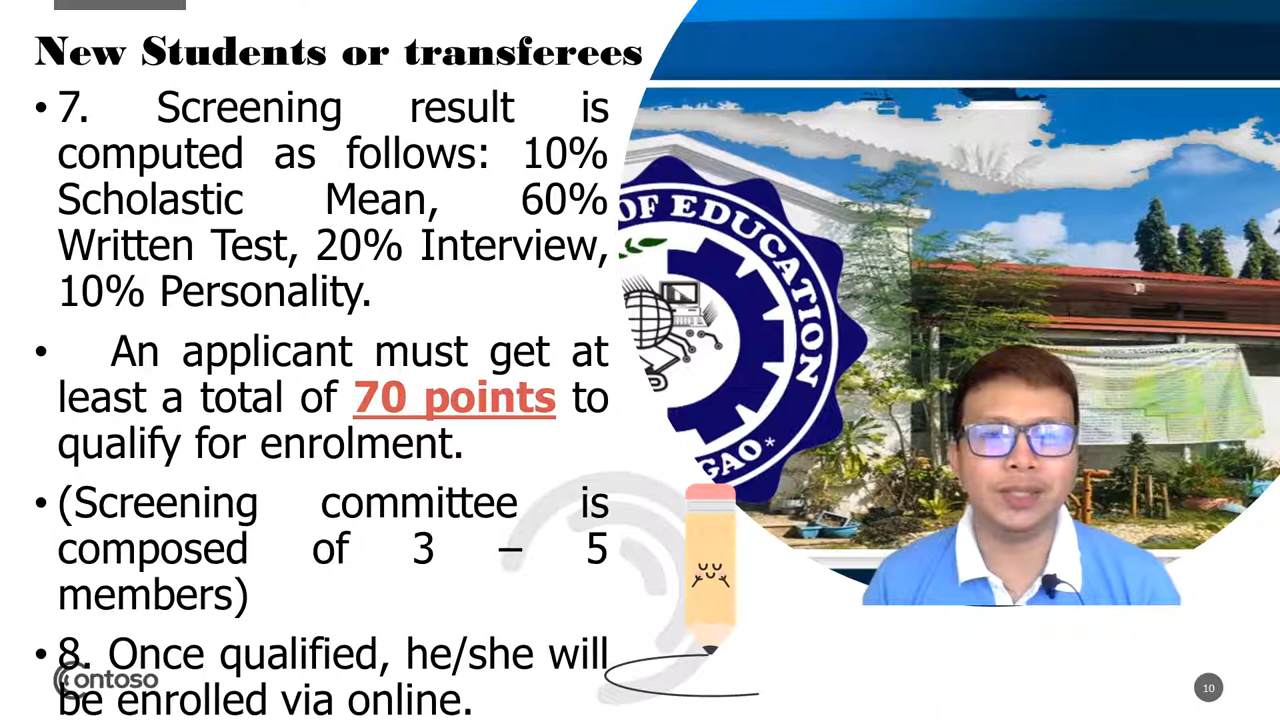 New Students or transferees
• 7. Screening result is
computed as follows: 10%
Scholastic Mean, 60%
Written Test, 20% Interview,
10% Personality.
• An applicant must get at
least a total of 70 points to
qualify for enrolment.
• (Screening committee is
composed of 3 – 5
members)
• 8. Once qualified, he/she will
be enrolled via online.
Contoso
OF EDUCATION
GAO*
10